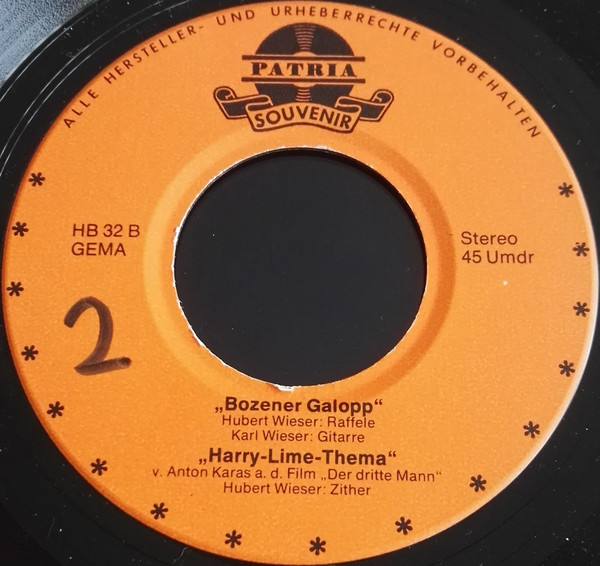 ALLE HERSTELLER- UND URHEBERRECHTE VORBEHALTEN
PATRIA
SOUVENIR
HB 32 B
GEMA
Stereo
45 Umdr
2
„Bozener Galopp“
Hubert Wieser: Raffele
Karl Wieser: Gitarre
„Harry-Lime-Thema“
v. Anton Karas a. d. Film „Der dritte Mann“
Hubert Wieser: Zither